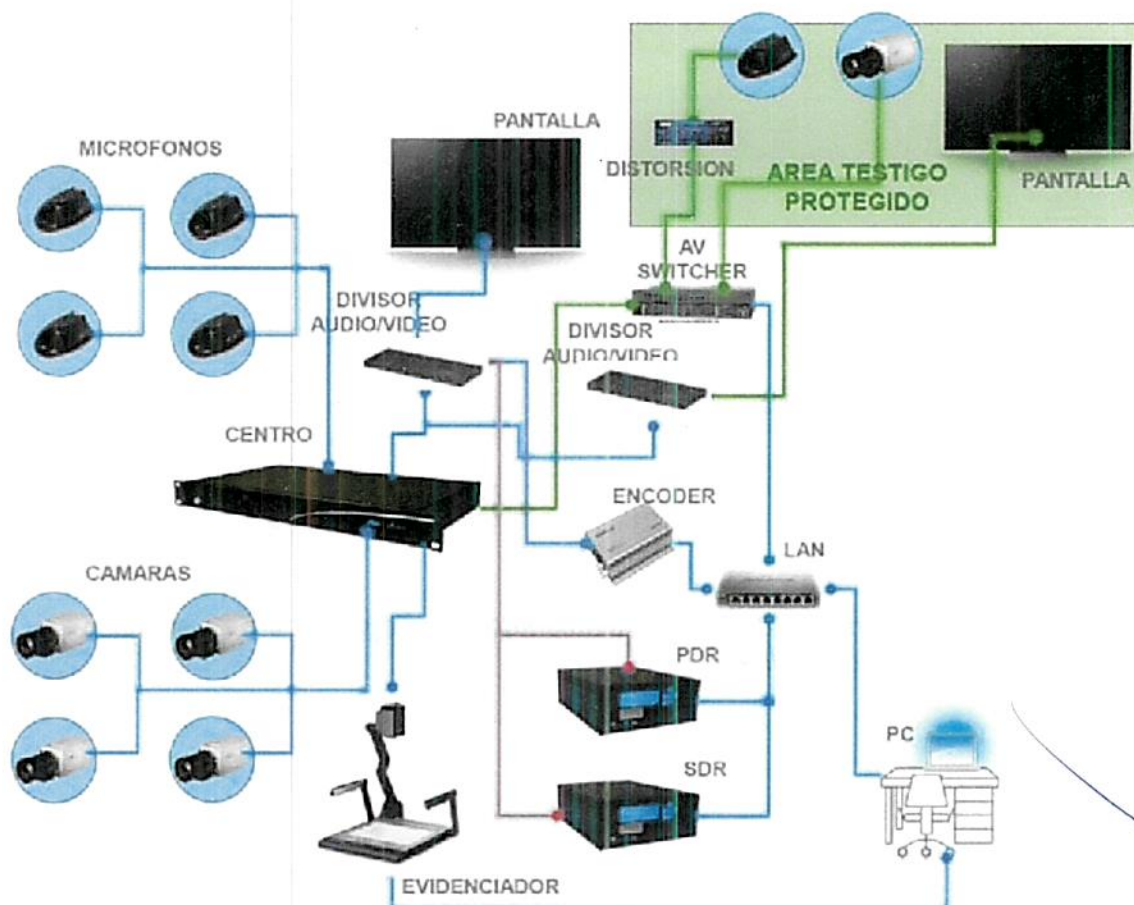 MICROFONOS
PANTALLA
DISTORSION
AREA TESTIGO
PROTEGIDO
PANTALLA
AV
SWITCHER
DIVISOR
AUDIO/VIDEO
DIVISOR
AUDIO/VIDEO
CENTRO
ENCODER
LAN
CAMARAS
PDR
SDR
PC
EVIDENCIADOR